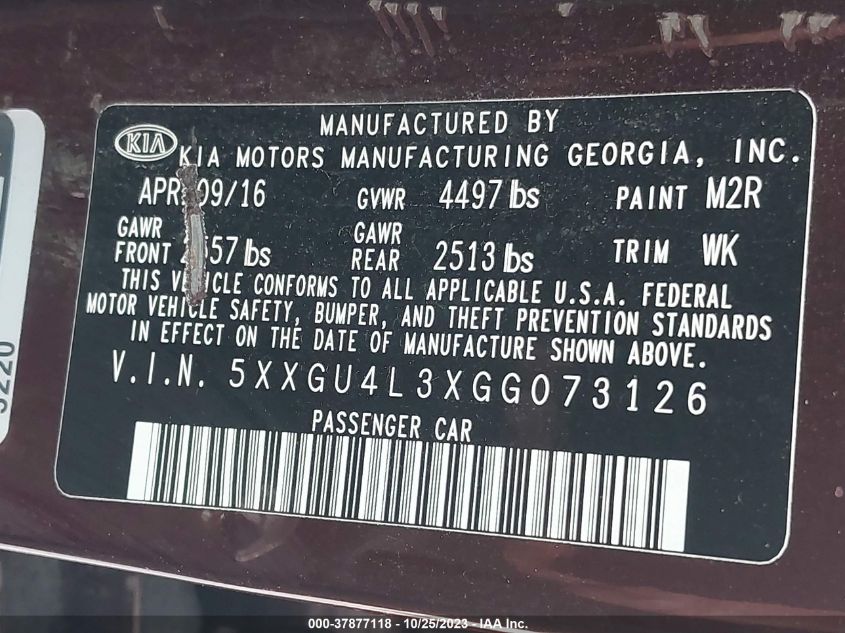 MANUFACTURED BY
KIA KIA MOTORS MANUFACTURING GEORGIA, INC.
09/16 GVWR 4497 lbs PAINT M2R
GAWR FRONT lbs GAWR REAR 2513 lbs TRIM WK
THIS VEHICLE CONFORMS TO ALL APPLICABLE U.S.A. FEDERAL
MOTOR VEHICLE SAFETY, BUMPER, AND THEFT PREVENTION STANDARDS
IN EFFECT ON THE DATE OF MANUFACTURE SHOWN ABOVE.
V.I.N. 5XXGU4L3XGG073126
PASSENGER CAR
5220
000-37877118 - 10/25/2023 - IAA Inc.